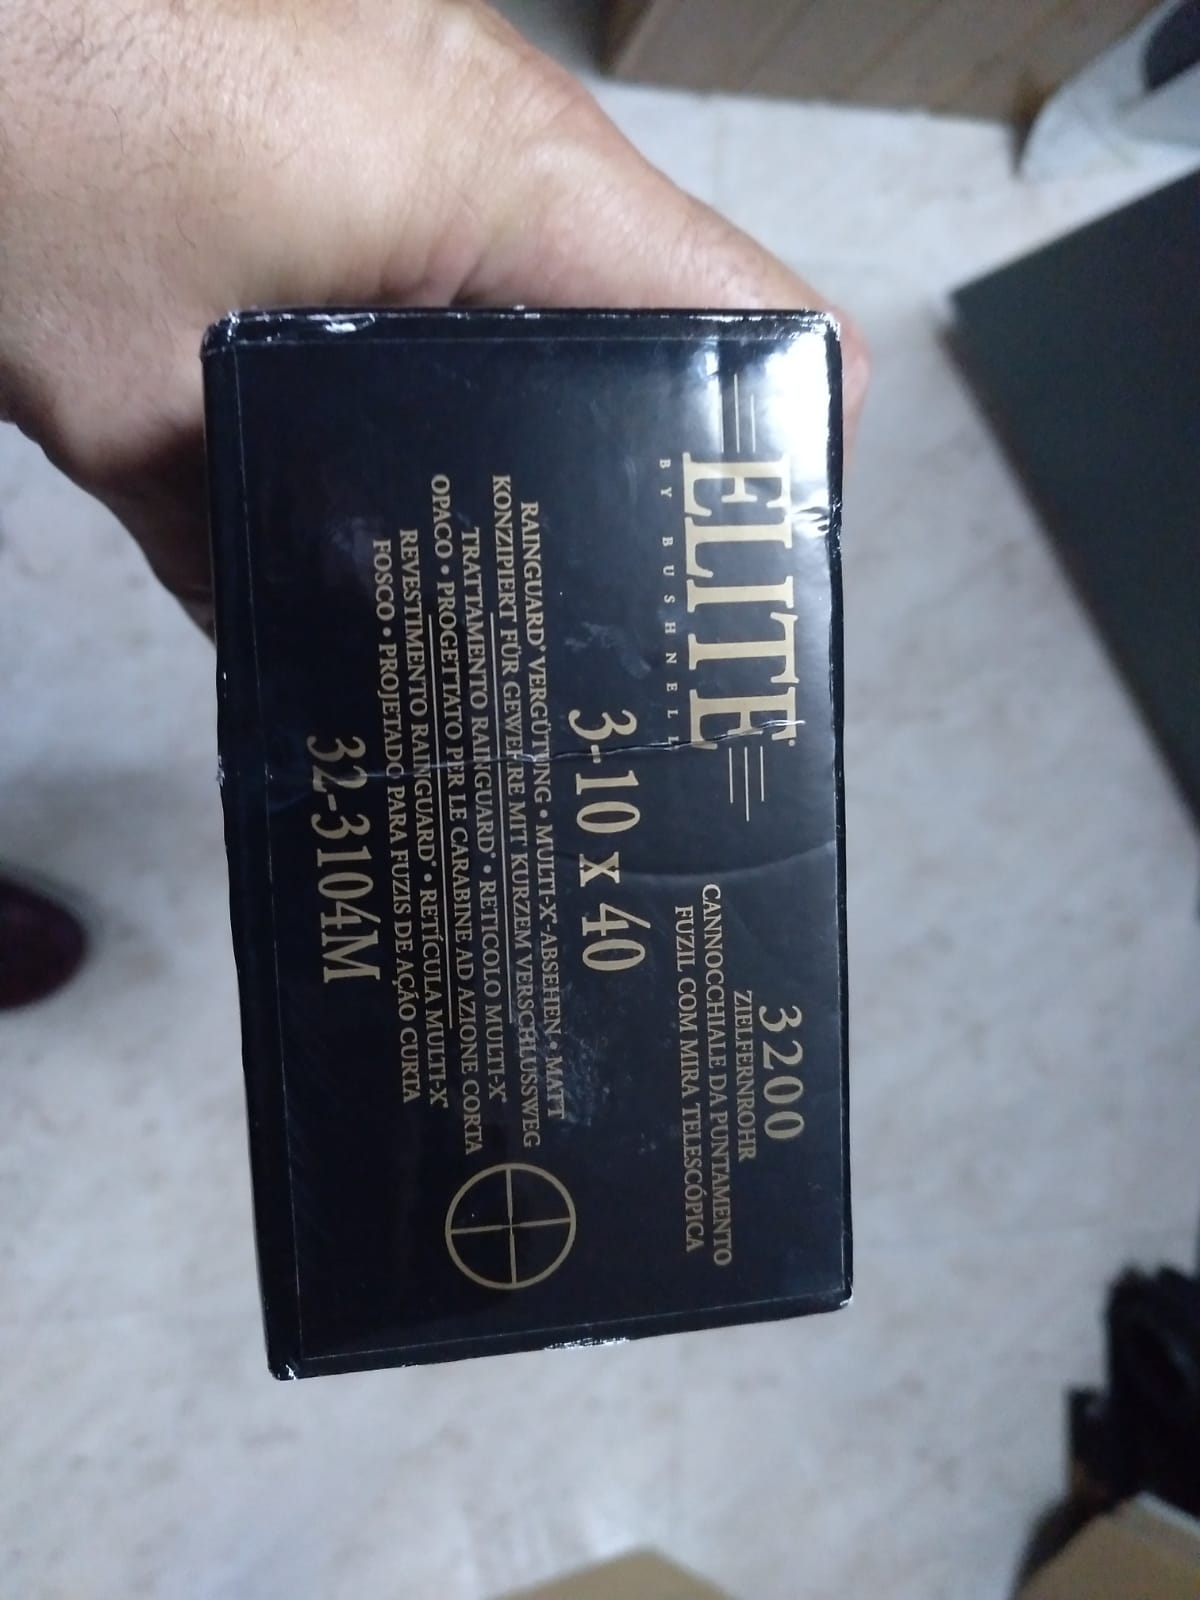 ELITE®
BY BUSHNELL
3200
ZIELFERNROHR
CANNOCCHIALE DA PUNTAMENTO
FUZIL COM MIRA TELESCÓPICA
3-10 x 40
RAINGUARD® VERGÜTUNG • MULTI-X®-ABSEHEN • MATT
KONZIPIERT FÜR GEWEHRE MIT KURZEM VERSCHLUSSWEG
TRATTAMENTO RAINGUARD® • RETICOLO MULTI-X®
OPACO • PROGETTATO PER LE CARABINE AD AZIONE CORTA
REVESTIMENTO RAINGUARD® • RETÍCULA MULTI-X®
FOSCO • PROJETADO PARA FUZIS DE AÇÃO CURTA
32-3104M